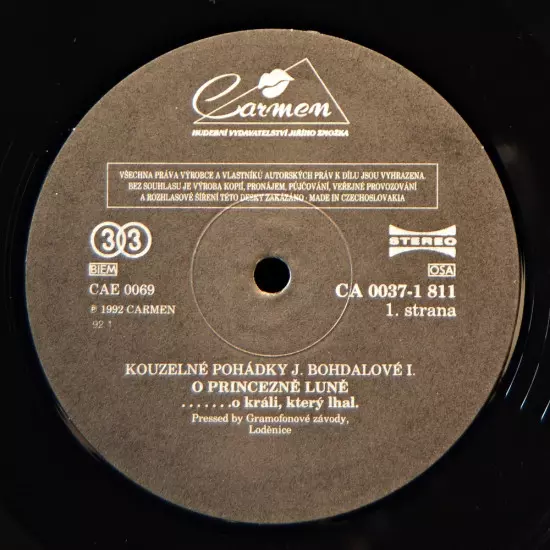 Carmen
HUDEBNÍ VYDAVATELSTVÍ JIŘÍHO ZMOŽKA
VŠECHNA PRÁVA VÝROBCE A VLASTNÍKŮ AUTORSKÝCH PRÁV K DÍLU JSOU VYHRAZENA.
BEZ SOUHLASU JE VÝROBA KOPIÍ, PRONÁJEM, PŮJČOVÁNÍ, VEŘEJNÉ PROVOZOVÁNÍ
A ROZHLASOVÉ ŠÍŘENÍ TÉTO DESKY ZAKÁZÁNO · MADE IN CZECHOSLOVAKIA
33
STEREO
BIEM
OSA
CAE 0069
CA 0037-1 811
℗ 1992 CARMEN
1. strana
92 1
KOUZELNÉ POHÁDKY J. BOHDALOVÉ I.
O PRINCEZNĚ LUNĚ
.......o králi, který lhal.
Pressed by Gramofonové závody,
Loděnice